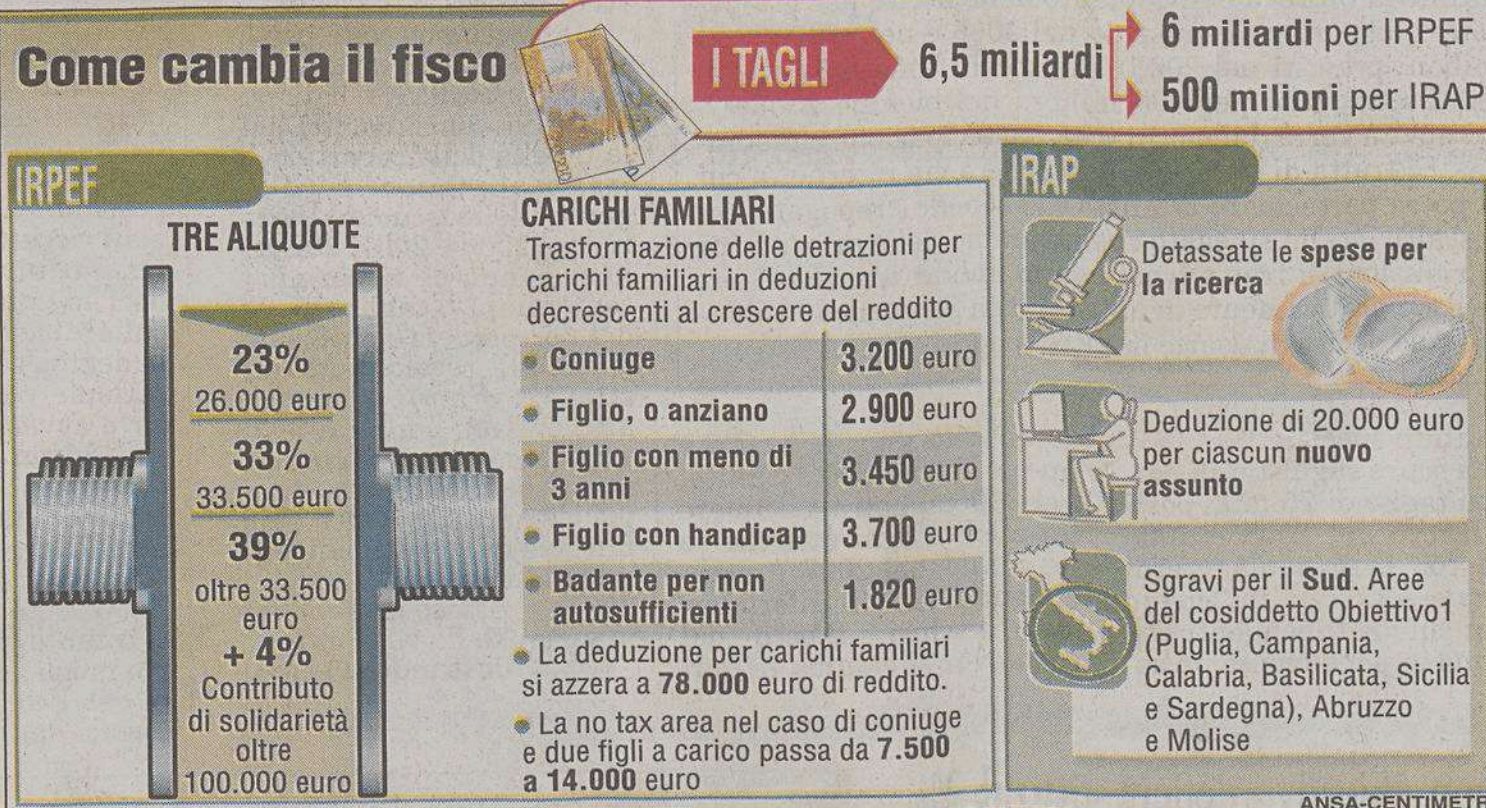 Come cambia il fisco
I TAGLI
6,5 miliardi
6 miliardi per IRPEF
500 milioni per IRAP
IRPEF
TRE ALIQUOTE
23%
26.000 euro
33%
33.500 euro
39%
oltre 33.500
euro
+ 4%
Contributo
di solidarietà
oltre
100.000 euro
CARICHI FAMILIARI
Trasformazione delle detrazioni per
carichi familiari in deduzioni
decrescenti al crescere del reddito
Coniuge 3.200 euro
Figlio, o anziano 2.900 euro
Figlio con meno di
3 anni 3.450 euro
Figlio con handicap 3.700 euro
Badante per non
autosufficienti 1.820 euro
La deduzione per carichi familiari
si azzera a 78.000 euro di reddito.
La no tax area nel caso di coniuge
e due figli a carico passa da 7.500
a 14.000 euro
IRAP
Detassate le spese per
la ricerca
Deduzione di 20.000 euro
per ciascun nuovo
assunto
Sgravi per il Sud. Aree
del cosiddetto Obiettivo1
(Puglia, Campania,
Calabria, Basilicata, Sicilia
e Sardegna), Abruzzo
e Molise
ANSA-CENTIMETR